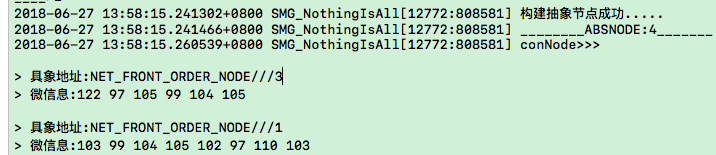 2018-06-27 13:58:15.241302+0800 SMG_NothingIsAll[12772:808581] 构建抽象节点成功.....
2018-06-27 13:58:15.241466+0800 SMG_NothingIsAll[12772:808581] ________ABSNODE:4_______
2018-06-27 13:58:15.260539+0800 SMG_NothingIsAll[12772:808581] conNode>>>
> 具象地址:NET_FRONT_ORDER_NODE///3
> 微信息:122 97 105 99 104 105
> 具象地址:NET_FRONT_ORDER_NODE///1
> 微信息:103 99 104 105 102 97 110 103